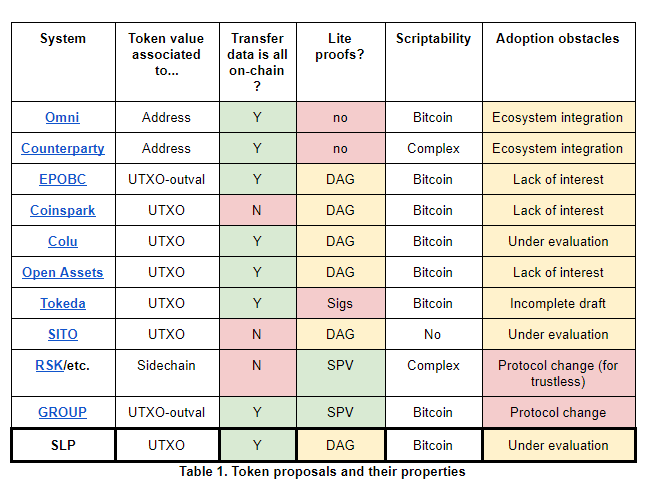 System Token value associated to... Transfer data is all on-chain ? Lite proofs? Scriptability Adoption obstacles
Omni Address Y no Bitcoin Ecosystem integration
Counterparty Address Y no Complex Ecosystem integration
EPOBC UTXO-outval Y DAG Bitcoin Lack of interest
Coinspark UTXO N DAG Bitcoin Lack of interest
Colu UTXO Y DAG Bitcoin Under evaluation
Open Assets UTXO Y DAG Bitcoin Lack of interest
Tokeda UTXO Y Sigs Bitcoin Incomplete draft
SITO UTXO N DAG No Under evaluation
RSK/etc. Sidechain N SPV Complex Protocol change (for trustless)
GROUP UTXO-outval Y SPV Bitcoin Protocol change
SLP UTXO Y DAG Bitcoin Under evaluation
Table 1. Token proposals and their properties